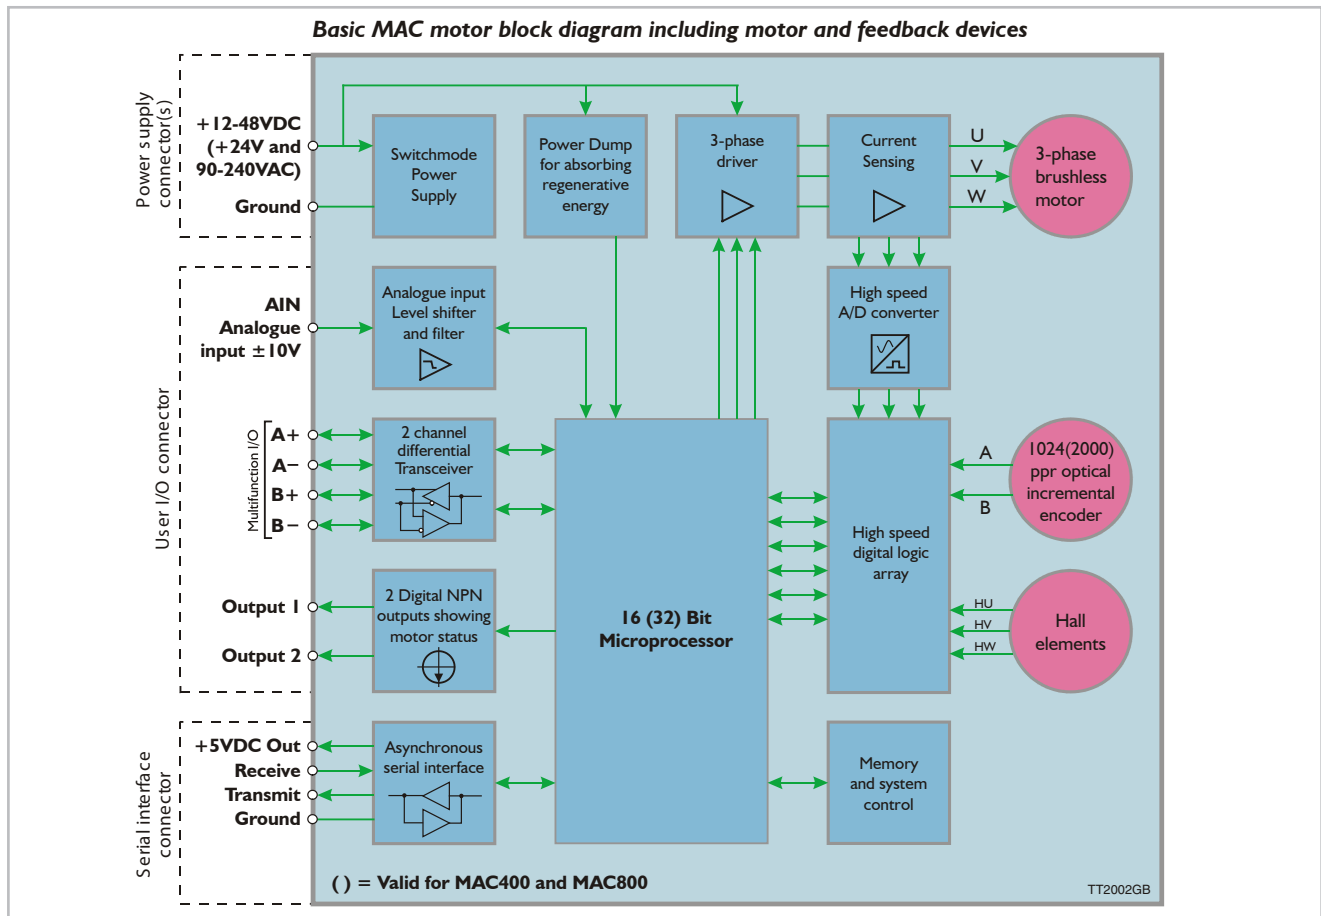 Basic MAC motor block diagram including motor and feedback devices
Power supply
connector(s)
+12-48VDC
(+24V and
90-240VAC)
Ground
Switchmode
Power
Supply
Power Dump
for absorbing
regenerative
energy
3-phase
driver
Current
Sensing
U
V
W
3-phase
brushless
motor
User I/O connector
AIN
Analogue
input ±10V
Analogue input
Level shifter
and filter
High speed
A/D converter
Multifunction I/O
A+
A−
B+
B−
2 channel
differential
Transceiver
16 (32) Bit
Microprocessor
High speed
digital logic
array
A
B
1024(2000)
ppr optical
incremental
encoder
Output 1
Output 2
2 Digital NPN
outputs showing
motor status
HU
HV
HW
Hall
elements
Serial interface
connector
+5VDC Out
Receive
Transmit
Ground
Asynchronous
serial interface
Memory
and system
control
( ) = Valid for MAC400 and MAC800
TT2002GB